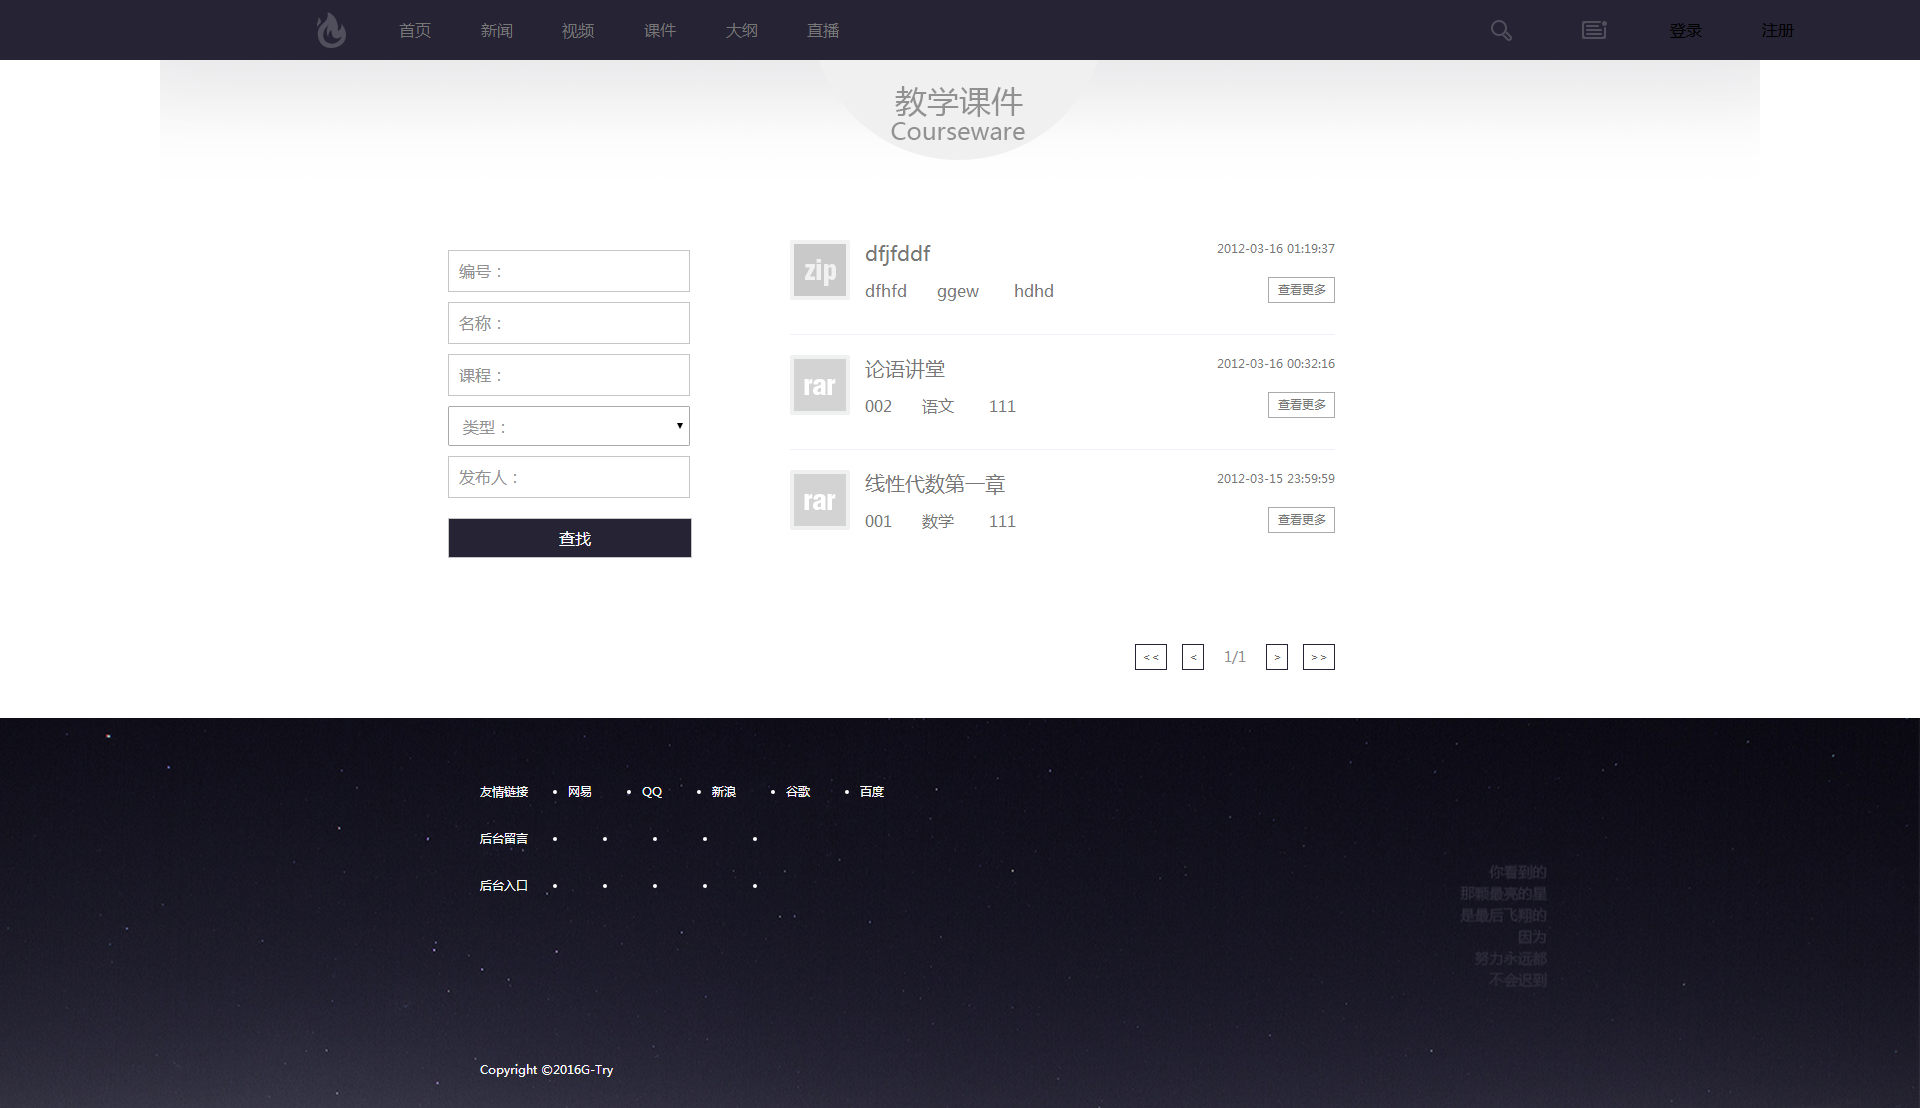 首页 新闻 视频 课件 大纲 直播 登录 注册
教学课件
Courseware
编号：
名称：
课程：
类型：
发布人：
查找
zip dfjfddf 2012-03-16 01:19:37
dfhfd ggew hdhd 查看更多
rar 论语讲堂 2012-03-16 00:32:16
002 语文 111 查看更多
rar 线性代数第一章 2012-03-15 23:59:59
001 数学 111 查看更多
<< < 1/1 > >>
友情链接 • 网易 • QQ • 新浪 • 谷歌 • 百度
后台留言 • • • • •
后台入口 • • • • •
你看到的
那颗最亮的星
是最后飞翔的
因为
努力永远都
不会迟到
Copyright ©2016G-Try